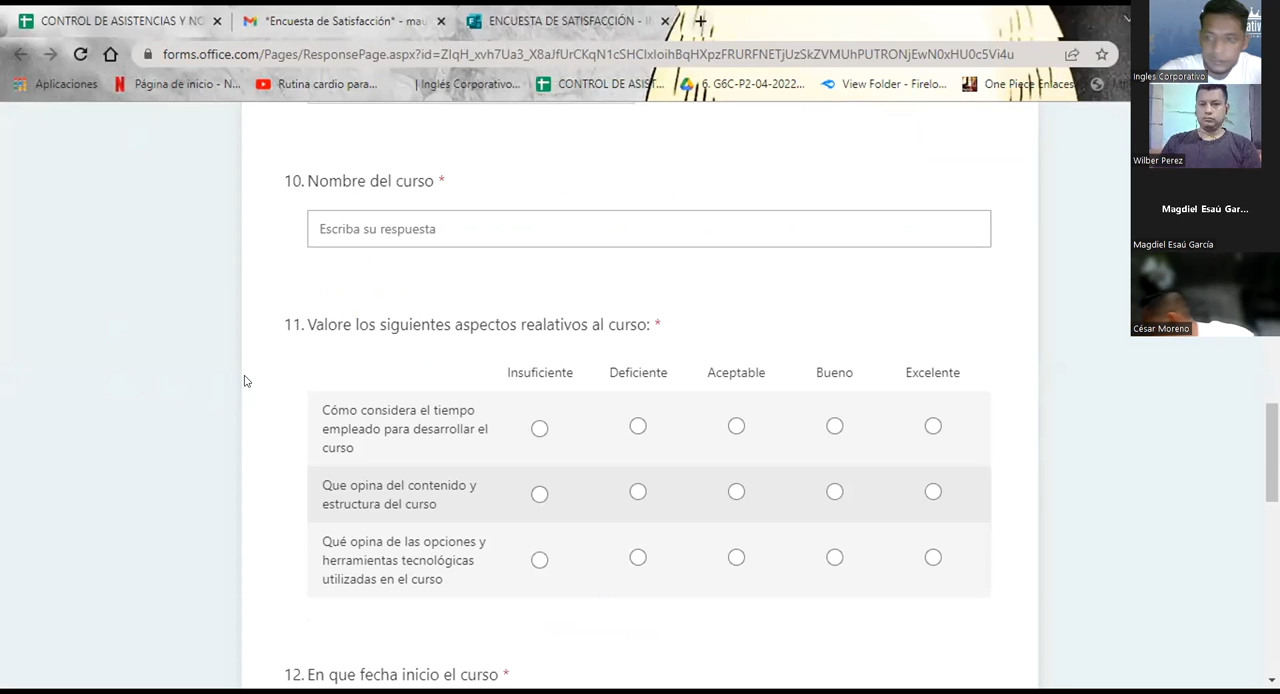 CONTROL DE ASISTENCIAS Y NO
*Encuesta de Satisfacción* - mau
ENCUESTA DE SATISFACCIÓN - I
forms.office.com/Pages/ResponsePage.aspx?id=ZIqH_xvh7Ua3_X8aJfUrCKqN1cSHCIxIoihBqHXpzFRURFNETjUzSkZVMUhPUTRONjEwN0xHU0c5Vi4u
Aplicaciones
Página de inicio - N...
Rutina cardio para...
| Inglés Corporativo...
CONTROL DE ASIST...
6. G6C-P2-04-2022...
View Folder - Firelo...
One Piece Enlaces
Ingles Corporativo
Wilber Perez
Magdiel Esaú Gar...
Magdiel Esaú García
César Moreno
10. Nombre del curso *
Escriba su respuesta
11. Valore los siguientes aspectos realativos al curso: *
Insuficiente Deficiente Aceptable Bueno Excelente
Cómo considera el tiempo
empleado para desarrollar el
curso
Que opina del contenido y
estructura del curso
Qué opina de las opciones y
herramientas tecnológicas
utilizadas en el curso
12. En que fecha inicio el curso *